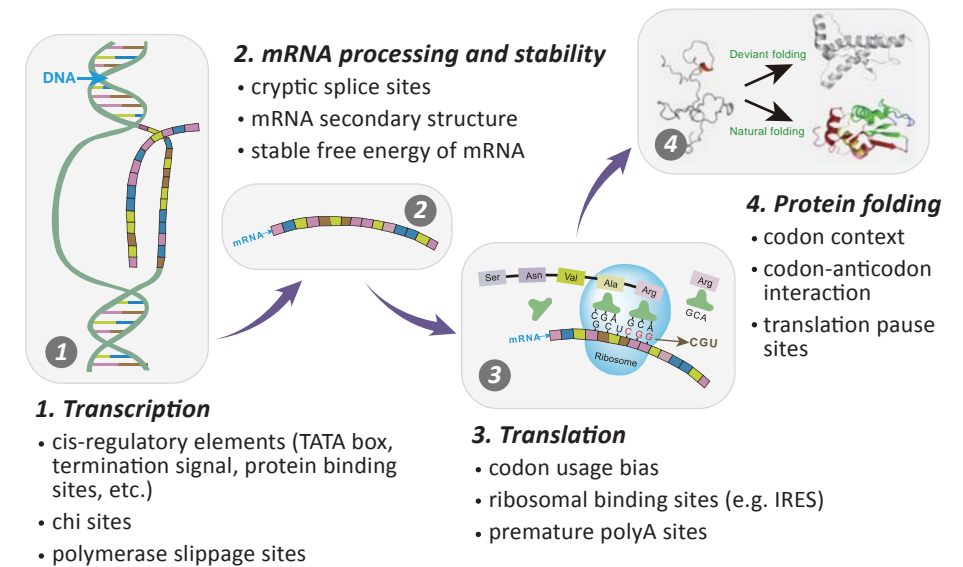 DNA
1
1. Transcription
• cis-regulatory elements (TATA box,
termination signal, protein binding
sites, etc.)
• chi sites
• polymerase slippage sites
2. mRNA processing and stability
• cryptic splice sites
• mRNA secondary structure
• stable free energy of mRNA
2
mRNA
Ser
Asn
Val
Ala
Arg
Arg
CGA
GCA
GCA
GCUCGG
CGU
mRNA
Ribosome
3
3. Translation
• codon usage bias
• ribosomal binding sites (e.g. IRES)
• premature polyA sites
Deviant folding
Natural folding
4
4. Protein folding
• codon context
• codon-anticodon
interaction
• translation pause
sites